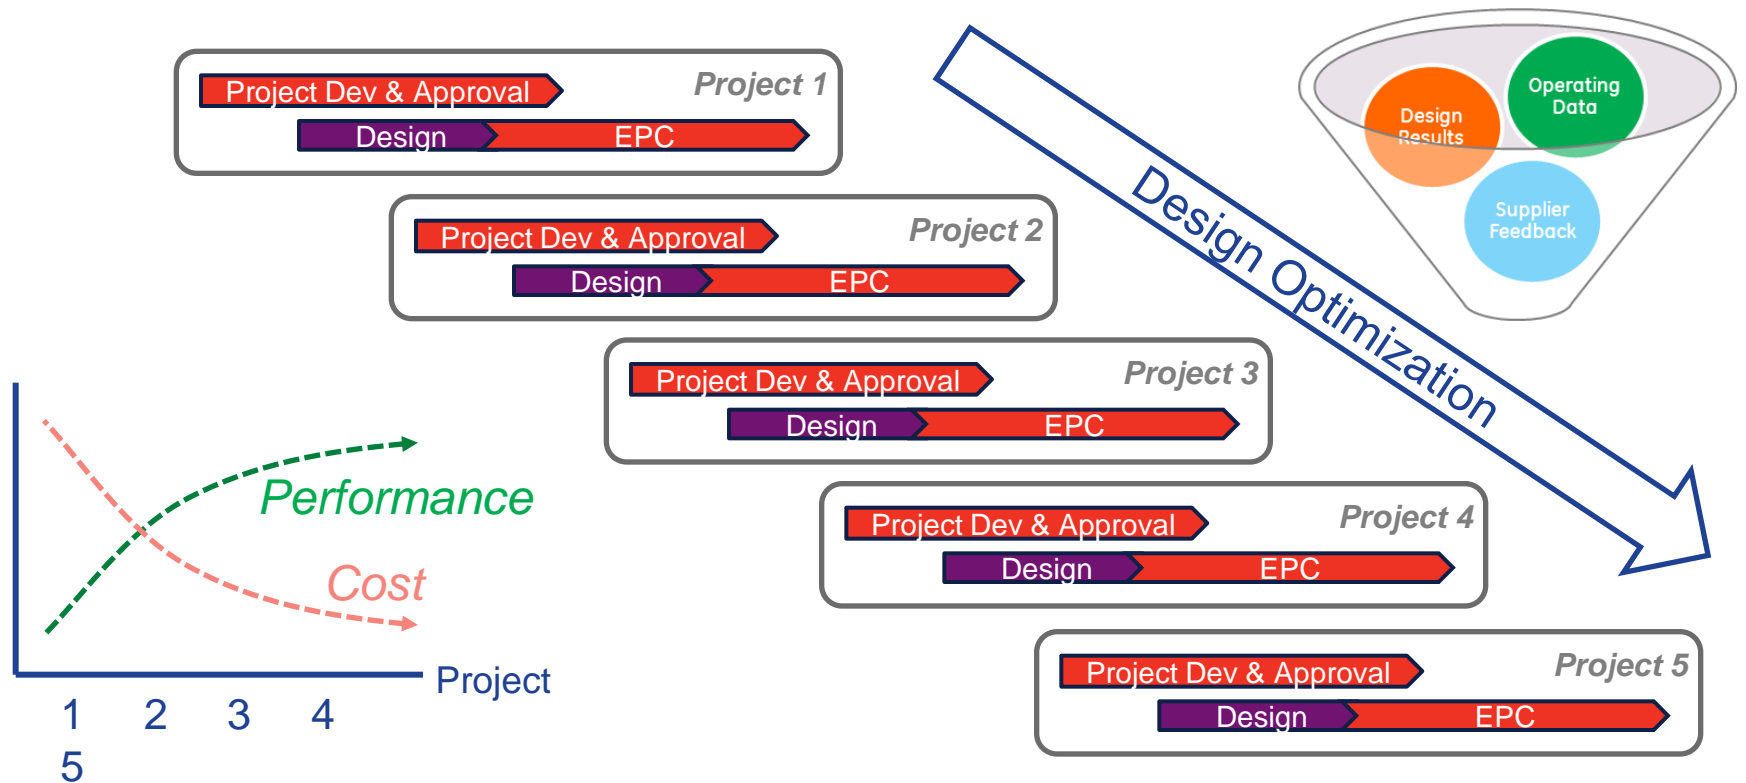 Project 1
Project Dev & Approval
Design
EPC
Project 2
Project Dev & Approval
Design
EPC
Project 3
Project Dev & Approval
Design
EPC
Project 4
Project Dev & Approval
Design
EPC
Project 5
Project Dev & Approval
Design
EPC
Design Optimization
Operating
Data
Design
Results
Supplier
Feedback
Performance
Cost
Project
1 2 3 4
5